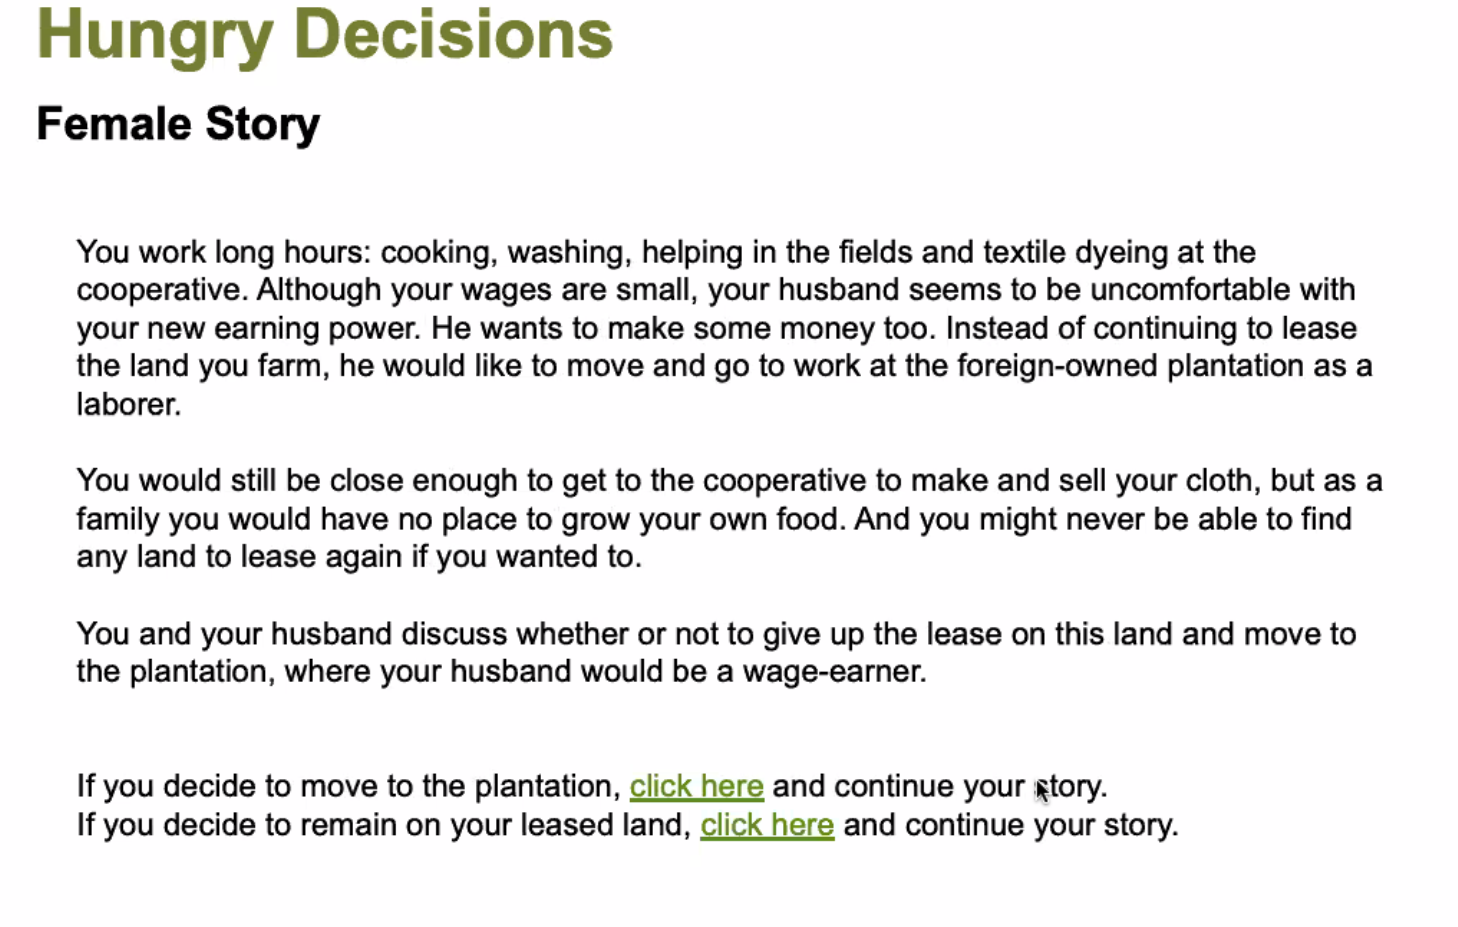 Hungry Decisions
Female Story
You work long hours: cooking, washing, helping in the fields and textile dyeing at the
cooperative. Although your wages are small, your husband seems to be uncomfortable with
your new earning power. He wants to make some money too. Instead of continuing to lease
the land you farm, he would like to move and go to work at the foreign-owned plantation as a
laborer.
You would still be close enough to get to the cooperative to make and sell your cloth, but as a
family you would have no place to grow your own food. And you might never be able to find
any land to lease again if you wanted to.
You and your husband discuss whether or not to give up the lease on this land and move to
the plantation, where your husband would be a wage-earner.
If you decide to move to the plantation, click here and continue your story.
If you decide to remain on your leased land, click here and continue your story.